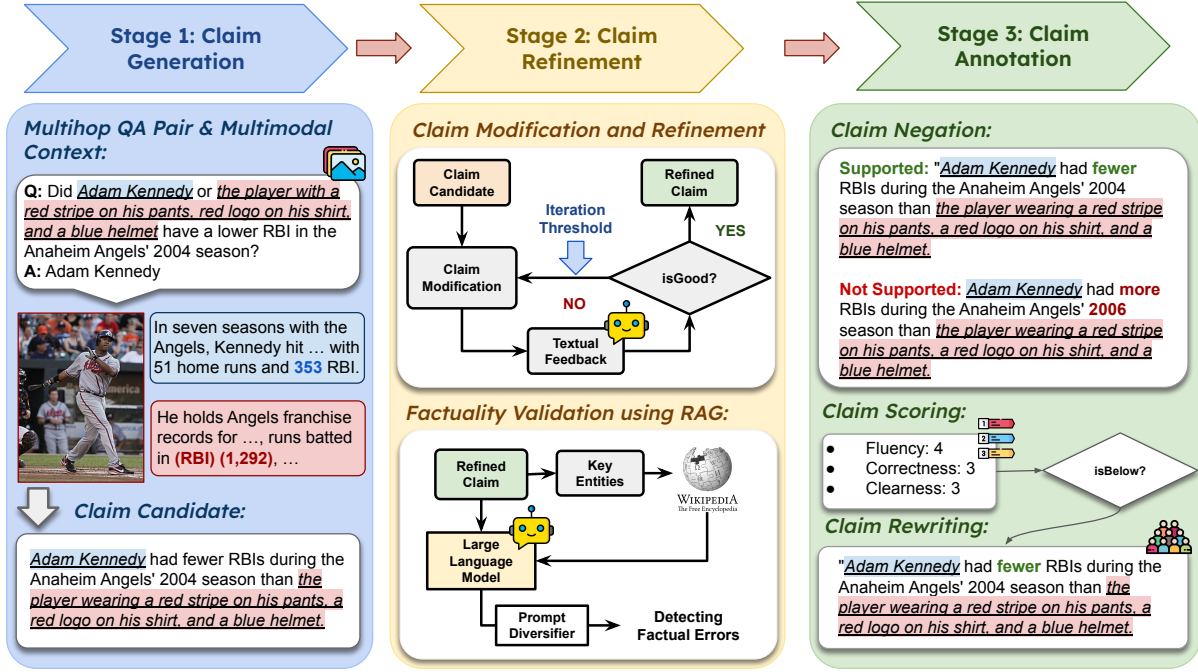 Stage 1: Claim
Generation
Stage 2: Claim
Refinement
Stage 3: Claim
Annotation
Multihop QA Pair & Multimodal
Context:
Q: Did Adam Kennedy or the player with a
red stripe on his pants, red logo on his shirt,
and a blue helmet have a lower RBI in the
Anaheim Angels' 2004 season?
A: Adam Kennedy
In seven seasons with the
Angels, Kennedy hit … with
51 home runs and 353 RBI.
He holds Angels franchise
records for …, runs batted
in (RBI) (1,292), …
Claim Candidate:
Adam Kennedy had fewer RBIs during the
Anaheim Angels' 2004 season than the
player wearing a red stripe on his pants, a
red logo on his shirt, and a blue helmet.
Claim Modification and Refinement
Claim
Candidate
Refined
Claim
Iteration
Threshold
YES
Claim
Modification
isGood?
NO
Textual
Feedback
Factuality Validation using RAG:
Refined
Claim
Key
Entities
WIKIPEDIA
The Free Encyclopedia
Large
Language
Model
Prompt
Diversifier
Detecting
Factual Errors
Claim Negation:
Supported: "Adam Kennedy had fewer
RBIs during the Anaheim Angels' 2004
season than the player wearing a red stripe
on his pants, a red logo on his shirt, and a
blue helmet.
Not Supported: Adam Kennedy had more
RBIs during the Anaheim Angels' 2006
season than the player wearing a red stripe
on his pants, a red logo on his shirt, and a
blue helmet.
Claim Scoring:
1
2
3
● Fluency: 4
● Correctness: 3
● Clearness: 3
isBelow?
Claim Rewriting:
"Adam Kennedy had fewer RBIs during the
Anaheim Angels' 2004 season than the
player wearing a red stripe on his pants, a
red logo on his shirt, and a blue helmet.